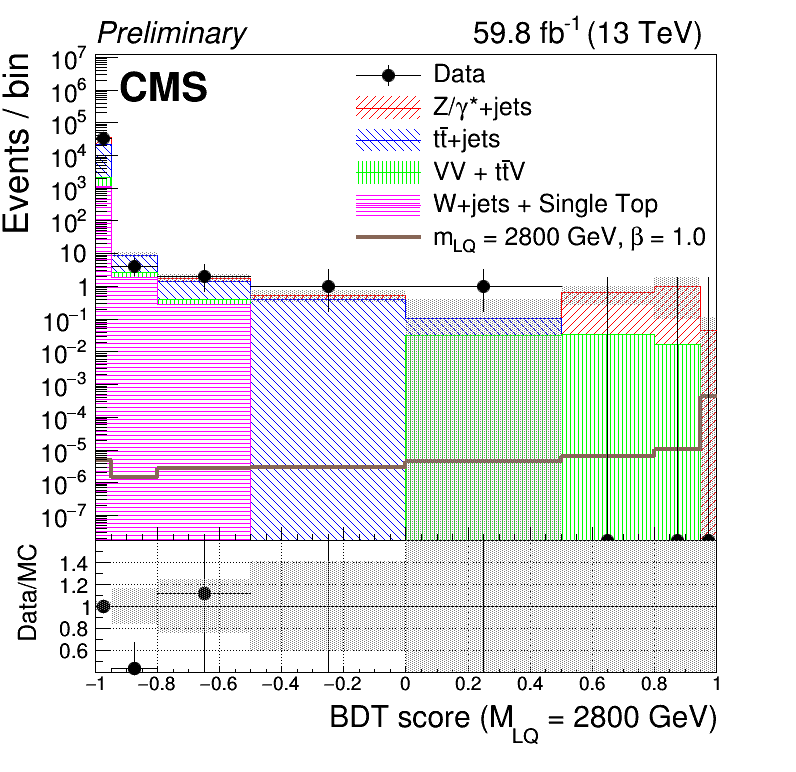 Preliminary 59.8 fb⁻¹ (13 TeV)
CMS
Events / bin
10⁷
10⁶
10⁵
10⁴
10³
10²
10
1
10⁻¹
10⁻²
10⁻³
10⁻⁴
10⁻⁵
10⁻⁶
10⁻⁷
Data
Z/γ*+jets
tt̄+jets
VV + tt̄V
W+jets + Single Top
m_LQ = 2800 GeV, β = 1.0
Data/MC
1.4
1.2
1
0.8
0.6
−1 −0.8 −0.6 −0.4 −0.2 0 0.2 0.4 0.6 0.8 1
BDT score (M_LQ = 2800 GeV)